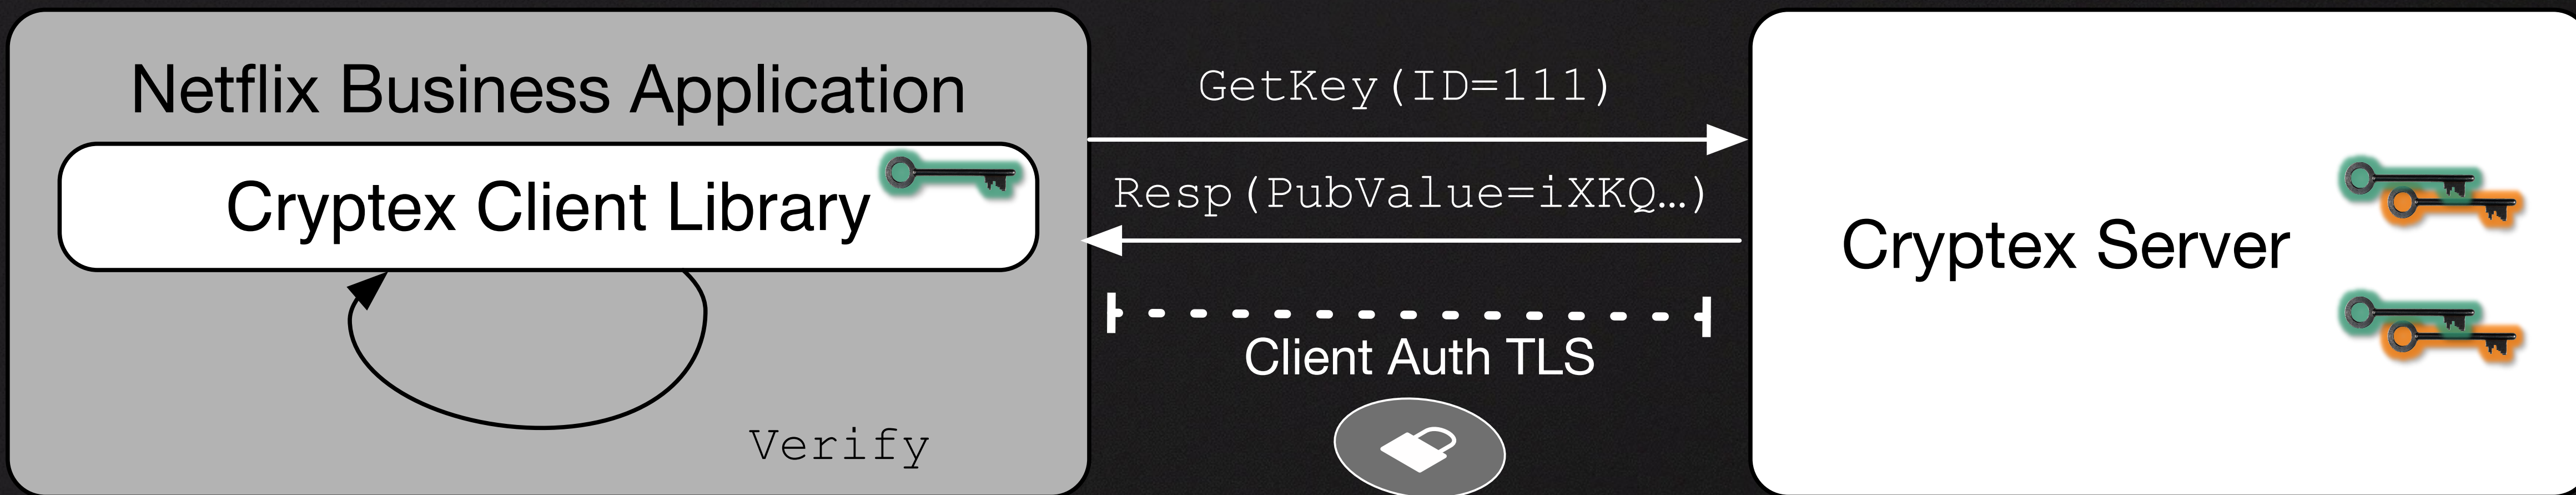 Netflix Business Application
Cryptex Client Library
Verify
GetKey(ID=111)
Resp(PubValue=iXKQ…)
Client Auth TLS
Cryptex Server